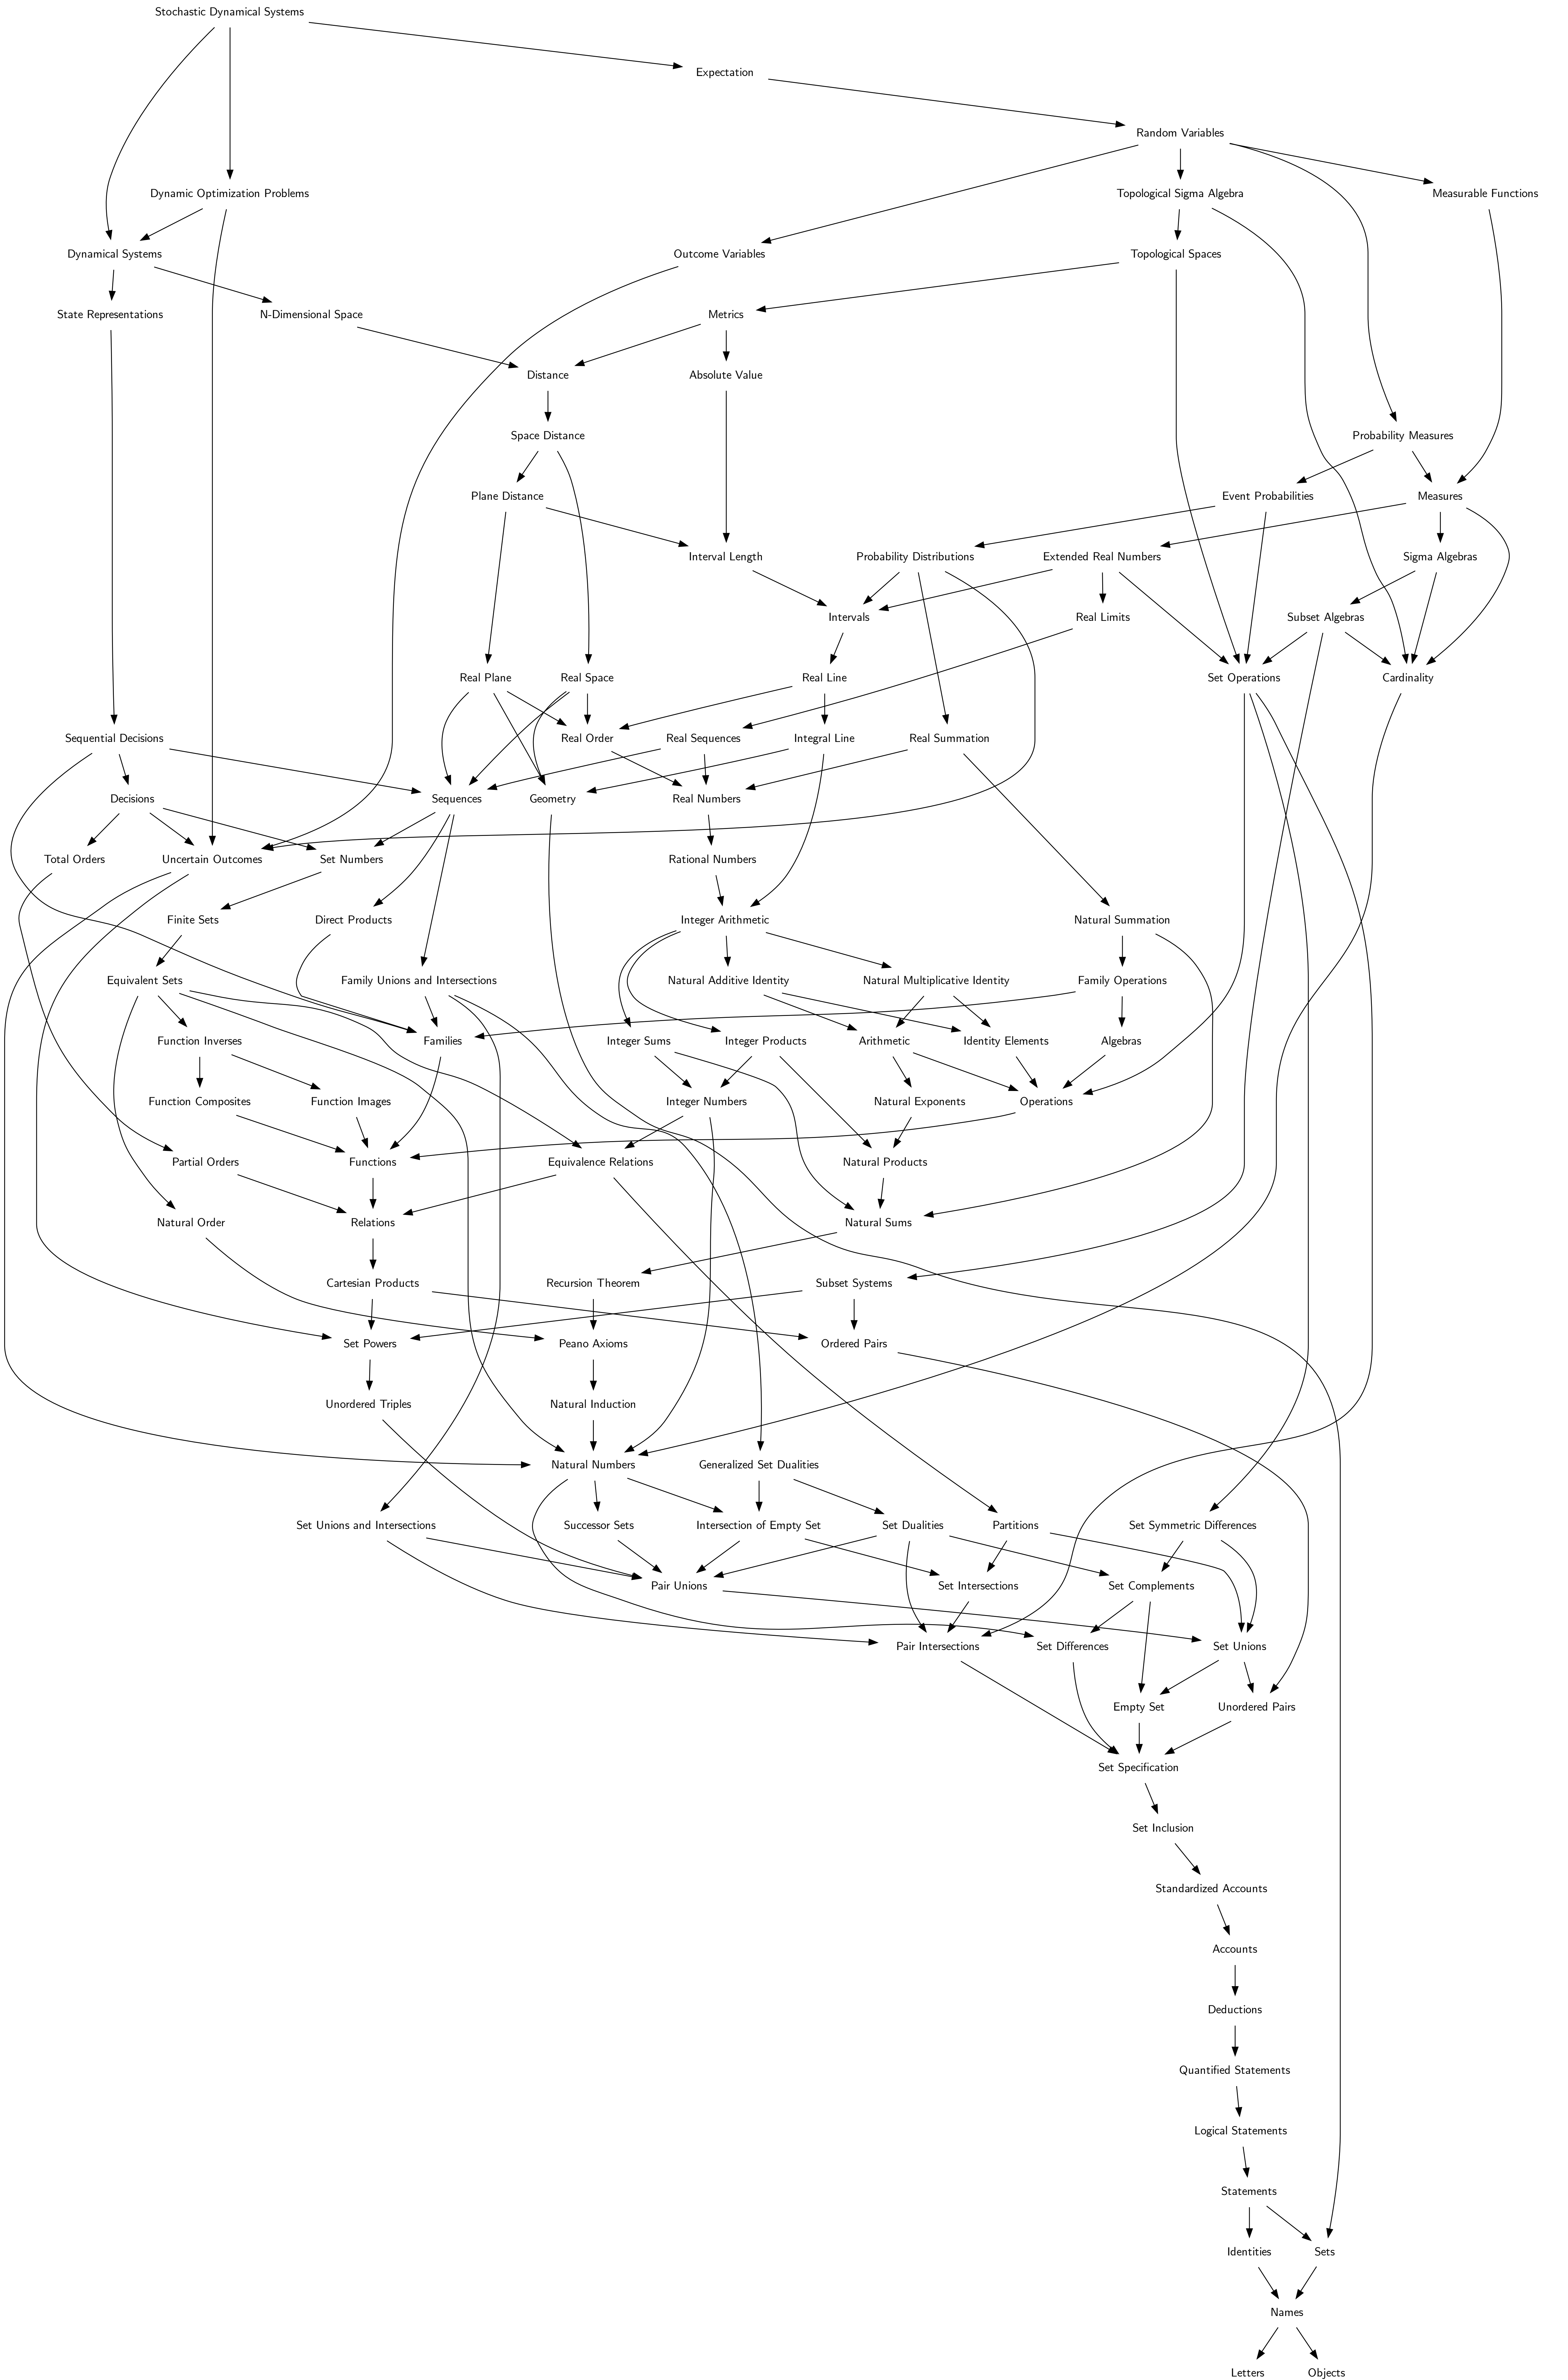 Stochastic Dynamical Systems
Expectation
Random Variables
Dynamic Optimization Problems
Topological Sigma Algebra
Measurable Functions
Dynamical Systems
Outcome Variables
Topological Spaces
State Representations
N-Dimensional Space
Metrics
Distance
Absolute Value
Space Distance
Probability Measures
Plane Distance
Event Probabilities
Measures
Interval Length
Probability Distributions
Extended Real Numbers
Sigma Algebras
Intervals
Real Limits
Subset Algebras
Real Plane
Real Space
Real Line
Set Operations
Cardinality
Sequential Decisions
Real Order
Real Sequences
Integral Line
Real Summation
Decisions
Sequences
Geometry
Real Numbers
Total Orders
Uncertain Outcomes
Set Numbers
Rational Numbers
Finite Sets
Direct Products
Integer Arithmetic
Natural Summation
Equivalent Sets
Family Unions and Intersections
Natural Additive Identity
Natural Multiplicative Identity
Family Operations
Function Inverses
Families
Integer Sums
Integer Products
Arithmetic
Identity Elements
Algebras
Function Composites
Function Images
Integer Numbers
Natural Exponents
Operations
Partial Orders
Functions
Equivalence Relations
Natural Products
Natural Order
Relations
Natural Sums
Cartesian Products
Recursion Theorem
Subset Systems
Set Powers
Peano Axioms
Ordered Pairs
Unordered Triples
Natural Induction
Natural Numbers
Generalized Set Dualities
Set Unions and Intersections
Successor Sets
Intersection of Empty Set
Set Dualities
Partitions
Set Symmetric Differences
Pair Unions
Set Intersections
Set Complements
Pair Intersections
Set Differences
Set Unions
Empty Set
Unordered Pairs
Set Specification
Set Inclusion
Standardized Accounts
Accounts
Deductions
Quantified Statements
Logical Statements
Statements
Identities
Sets
Names
Letters
Objects